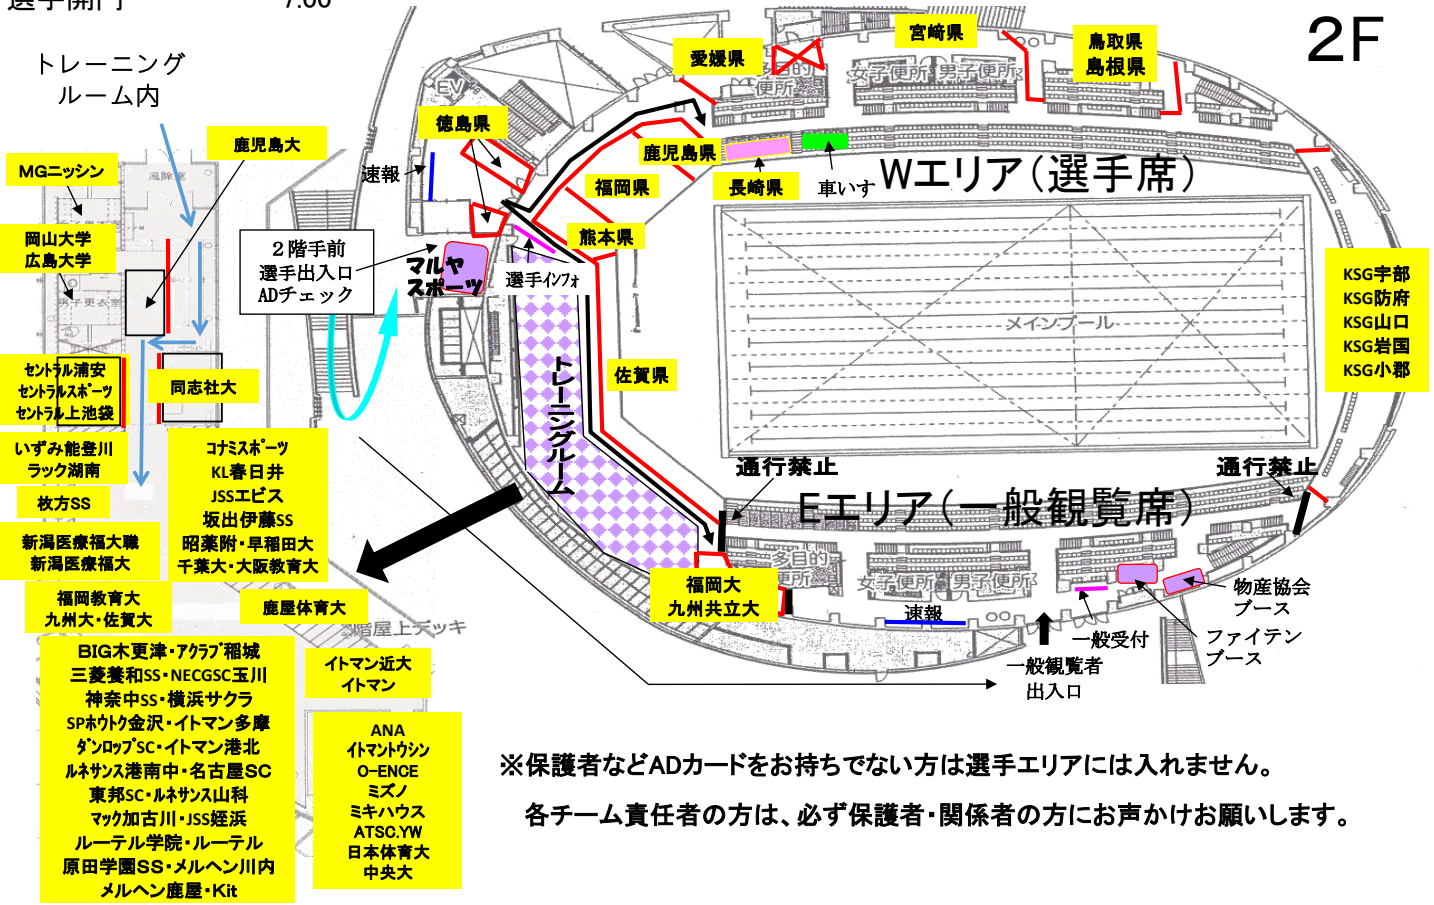 選手開門 7:00
2F
トレーニング
ルーム内
MGニッシン
鹿児島大
風除室
岡山大学
広島大学
男子更衣室
セントラル浦安
セントラルスポーツ
セントラル上池袋
同志社大
いずみ能登川
ラック湖南
枚方SS
新潟医療福大職
新潟医療福大
コナミスポーツ
KL春日井
JSSエビス
坂出伊藤SS
昭薬附・早稲田大
千葉大・大阪教育大
福岡教育大
九州大・佐賀大
鹿屋体育大
階屋上デッキ
BIG木更津・アクラブ稲城
三菱養和SS・NECGSC玉川
神奈中SS・横浜サクラ
SPホウトク金沢・イトマン多摩
ダンロップSC・イトマン港北
ルネサンス港南中・名古屋SC
東邦SC・ルネサンス山科
マック加古川・JSS姪浜
ルーテル学院・ルーテル
原田学園SS・メルヘン川内
メルヘン鹿屋・Kit
イトマン近大
イトマン
ANA
イトマントウシン
O-ENCE
ミズノ
ミキハウス
ATSC.YW
日本体育大
中央大
EV
徳島県
速報
2階手前
選手出入口
ADチェック
マルヤ
スポーツ
選手インフォ
愛媛県
多目的
便所
女子便所
男子便所
宮崎県
鳥取県
島根県
鹿児島県
福岡県
長崎県
車いす
熊本県
佐賀県
Wエリア(選手席)
メインプール
KSG宇部
KSG防府
KSG山口
KSG岩国
KSG小郡
トレーニングルーム
通行禁止
通行禁止
Eエリア(一般観覧席)
多目的
便所
女子便所
男子便所
福岡大
九州共立大
速報
一般観覧者
出入口
一般受付
ファイテン
ブース
物産協会
ブース
※保護者などADカードをお持ちでない方は選手エリアには入れません。
各チーム責任者の方は、必ず保護者・関係者の方にお声かけお願いします。